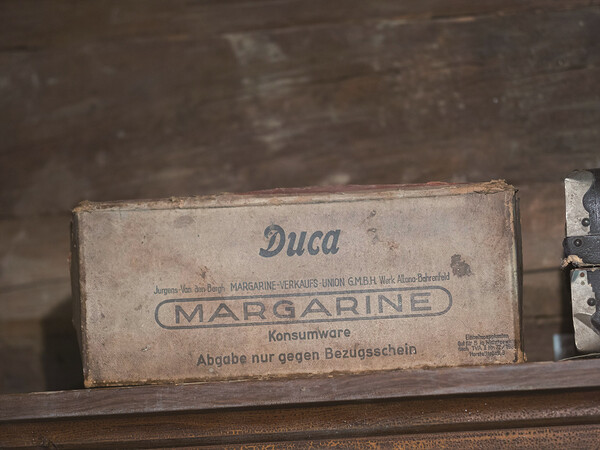 Duca
Jurgens-Van den Bergh MARGARINE-VERKAUFS-UNION G.M.B.H. Werk Altona-Bahrenfeld
MARGARINE
Konsumware
Abgabe nur gegen Bezugsschein